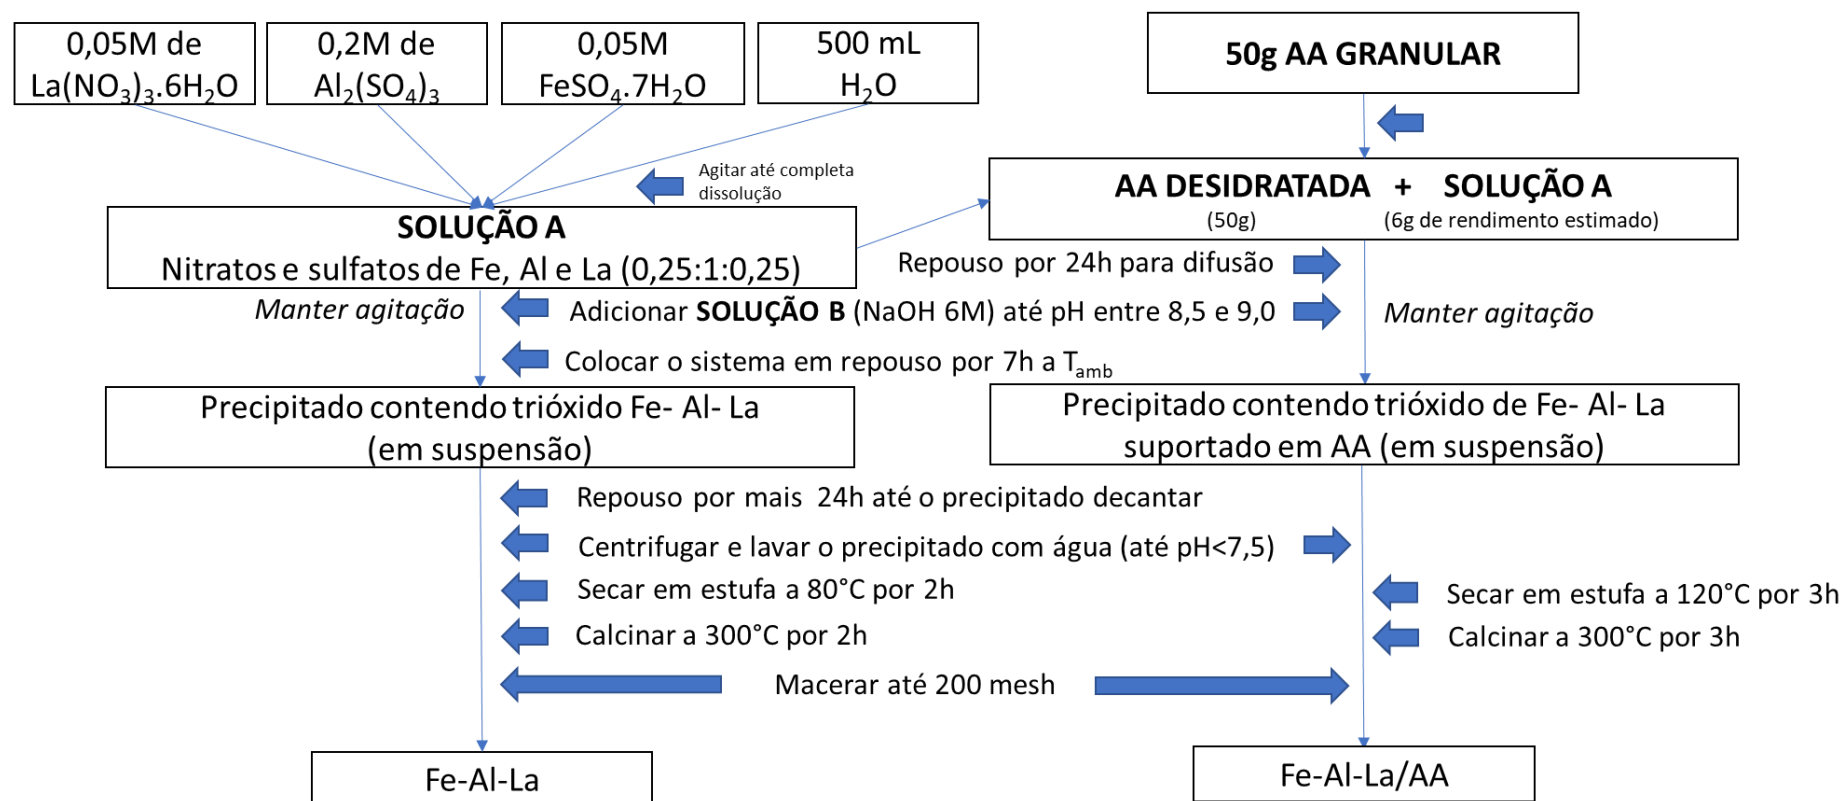 0,05M de
La(NO₃)₃.6H₂O
0,2M de
Al₂(SO₄)₃
0,05M
FeSO₄.7H₂O
500 mL
H₂O
50g AA GRANULAR
Agitar até completa
dissolução
SOLUÇÃO A
Nitratos e sulfatos de Fe, Al e La (0,25:1:0,25)
AA DESIDRATADA + SOLUÇÃO A
(50g) (6g de rendimento estimado)
Repouso por 24h para difusão
Manter agitação
Adicionar SOLUÇÃO B (NaOH 6M) até pH entre 8,5 e 9,0
Manter agitação
Colocar o sistema em repouso por 7h a Tamb
Precipitado contendo trióxido Fe- Al- La
(em suspensão)
Precipitado contendo trióxido de Fe- Al- La
suportado em AA (em suspensão)
Repouso por mais 24h até o precipitado decantar
Centrifugar e lavar o precipitado com água (até pH<7,5)
Secar em estufa a 80°C por 2h
Secar em estufa a 120°C por 3h
Calcinar a 300°C por 2h
Calcinar a 300°C por 3h
Macerar até 200 mesh
Fe-Al-La
Fe-Al-La/AA